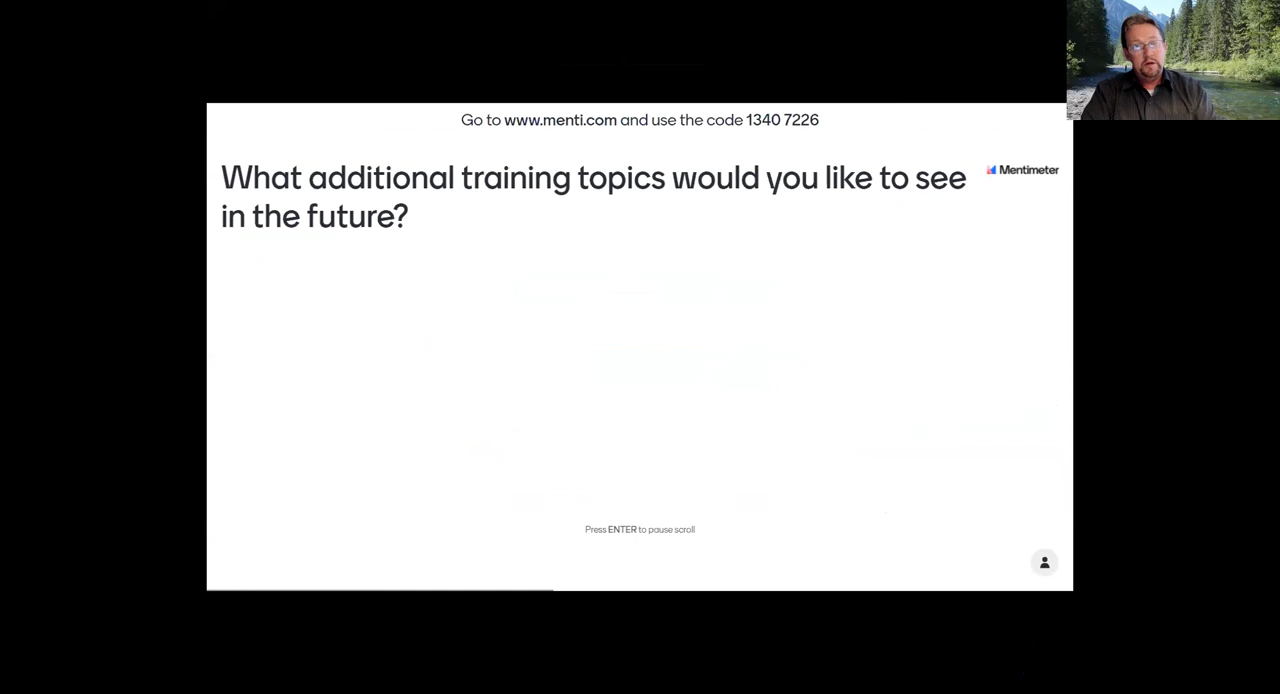 Go to www.menti.com and use the code 1340 7226
What additional training topics would you like to see
in the future?
Mentimeter
Press ENTER to pause scroll